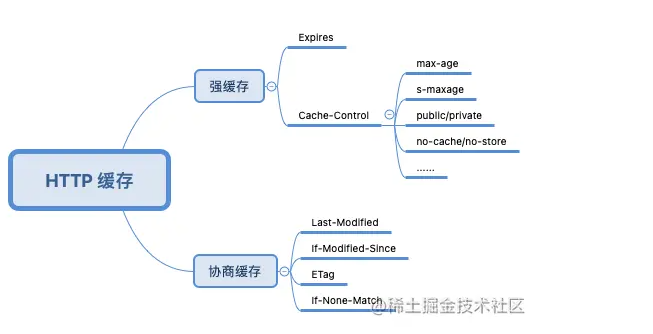 HTTP 缓存
强缓存
Expires
Cache-Control
max-age
s-maxage
public/private
no-cache/no-store
......
协商缓存
Last-Modified
If-Modified-Since
ETag
If-None-Match
@稀土掘金技术社区